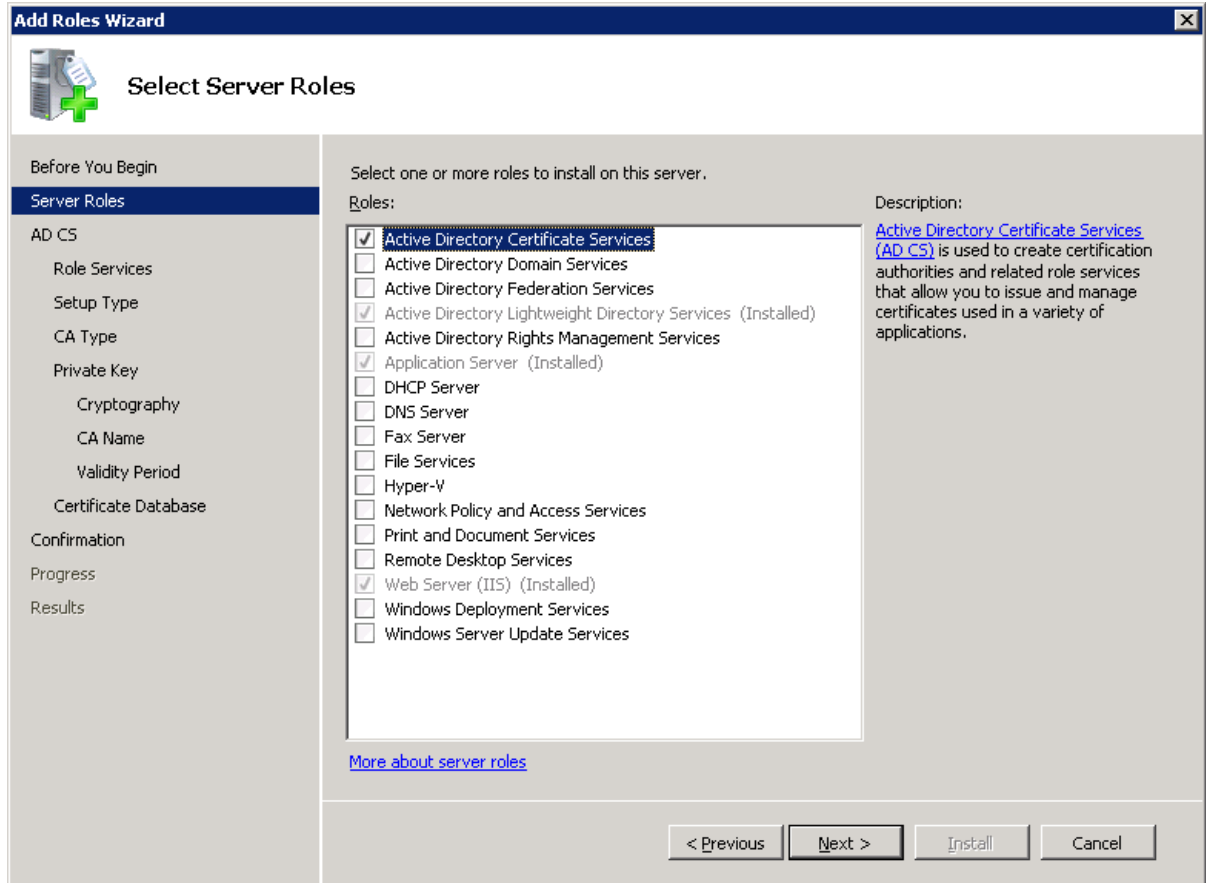 Add Roles Wizard
Select Server Roles
Before You Begin
Server Roles
AD CS
Role Services
Setup Type
CA Type
Private Key
Cryptography
CA Name
Validity Period
Certificate Database
Confirmation
Progress
Results
Select one or more roles to install on this server.
Roles:
Active Directory Certificate Services
Active Directory Domain Services
Active Directory Federation Services
Active Directory Lightweight Directory Services (Installed)
Active Directory Rights Management Services
Application Server (Installed)
DHCP Server
DNS Server
Fax Server
File Services
Hyper-V
Network Policy and Access Services
Print and Document Services
Remote Desktop Services
Web Server (IIS) (Installed)
Windows Deployment Services
Windows Server Update Services
More about server roles
Description:
Active Directory Certificate Services
(AD CS) is used to create certification
authorities and related role services
that allow you to issue and manage
certificates used in a variety of
applications.
< Previous
Next >
Install
Cancel